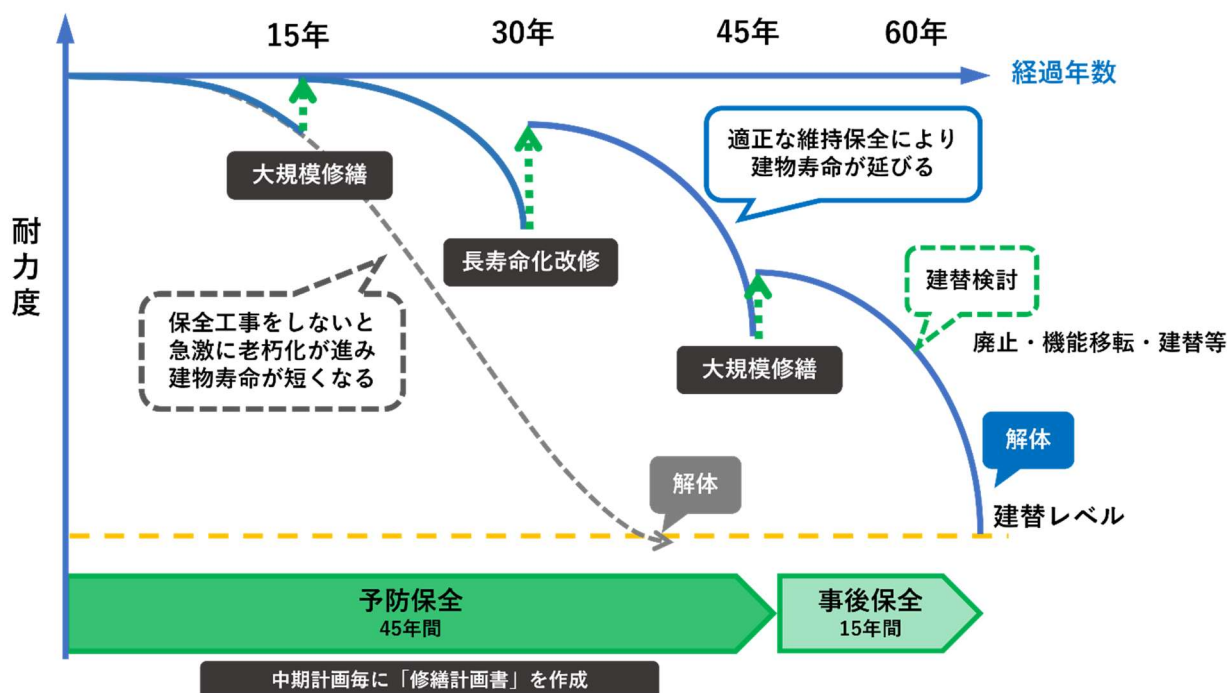 15年
30年
45年
60年
経過年数
耐力度
大規模修繕
適正な維持保全により
建物寿命が延びる
長寿命化改修
建替検討
保全工事をしないと
急激に老朽化が進み
建物寿命が短くなる
廃止・機能移転・建替等
大規模修繕
解体
解体
建替レベル
予防保全
45年間
事後保全
15年間
中期計画毎に「修繕計画書」を作成